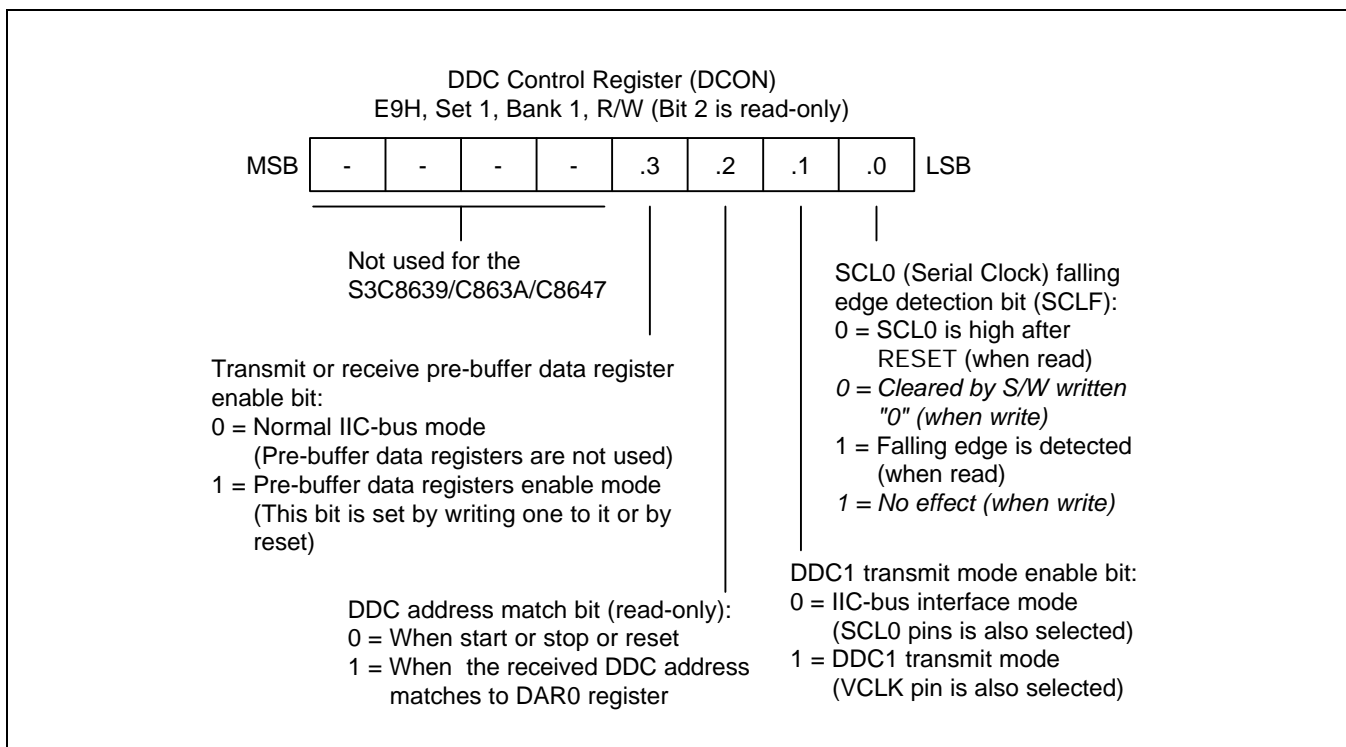 DDC Control Register (DCON)
E9H, Set 1, Bank 1, R/W (Bit 2 is read-only)
MSB - - - - .3 .2 .1 .0 LSB
Not used for the
S3C8639/C863A/C8647
Transmit or receive pre-buffer data register
enable bit:
0 = Normal IIC-bus mode
(Pre-buffer data registers are not used)
1 = Pre-buffer data registers enable mode
(This bit is set by writing one to it or by
reset)
DDC address match bit (read-only):
0 = When start or stop or reset
1 = When the received DDC address
matches to DAR0 register
SCL0 (Serial Clock) falling
edge detection bit (SCLF):
0 = SCL0 is high after
RESET (when read)
0 = Cleared by S/W written
"0" (when write)
1 = Falling edge is detected
(when read)
1 = No effect (when write)
DDC1 transmit mode enable bit:
0 = IIC-bus interface mode
(SCL0 pins is also selected)
1 = DDC1 transmit mode
(VCLK pin is also selected)